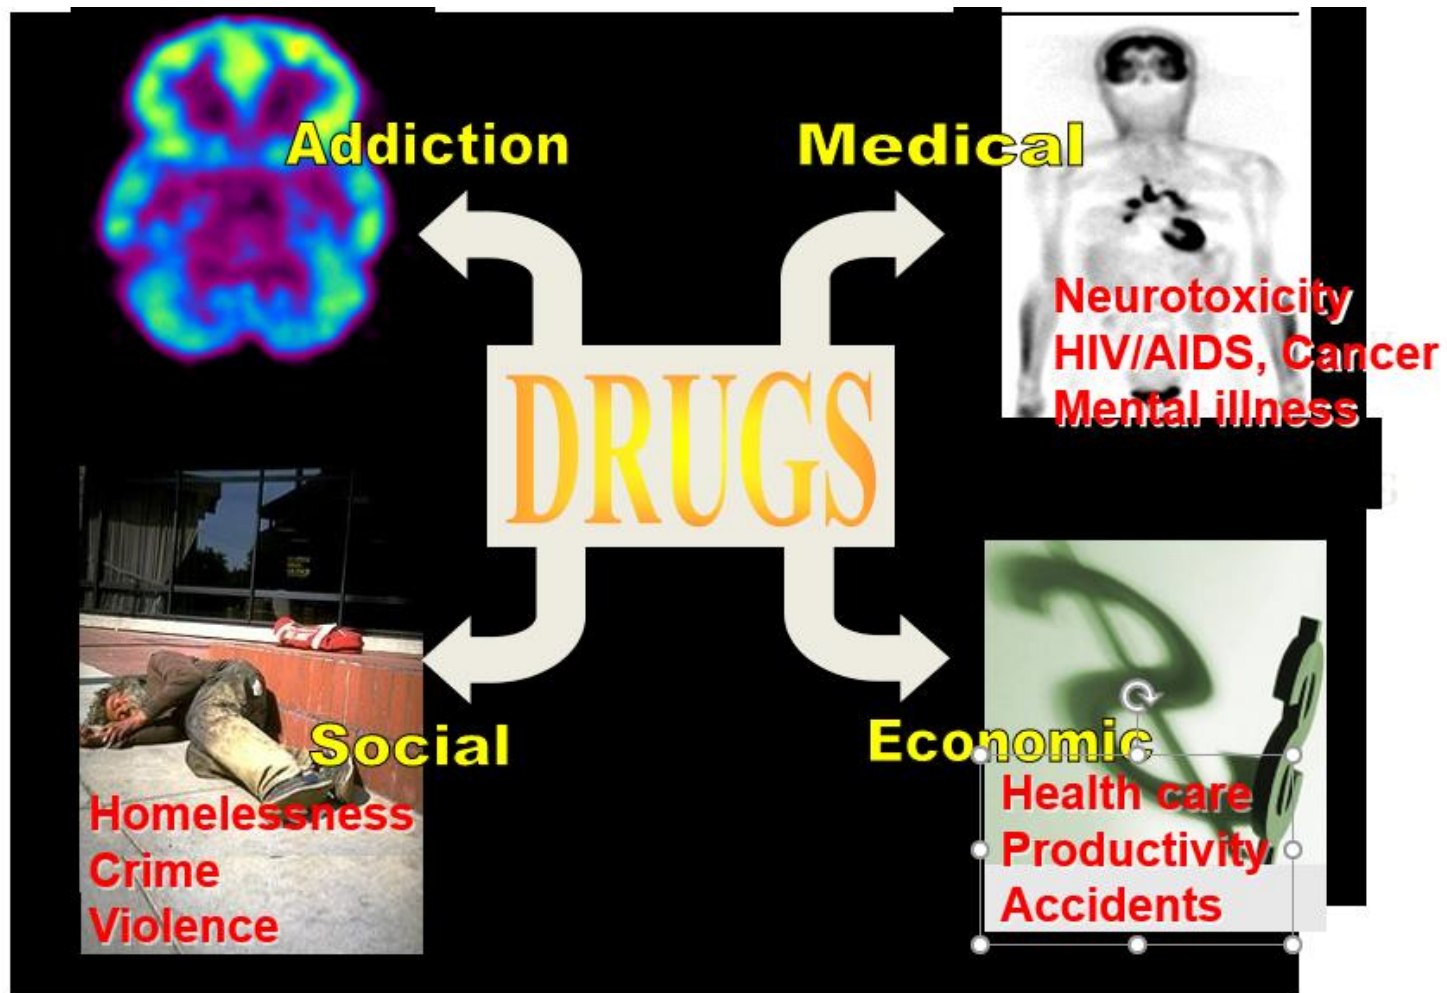 Addiction
Medical
Neurotoxicity
HIV/AIDS, Cancer
Mental illness
DRUGS
Social
Homelessness
Crime
Violence
Economic
Health care
Productivity
Accidents